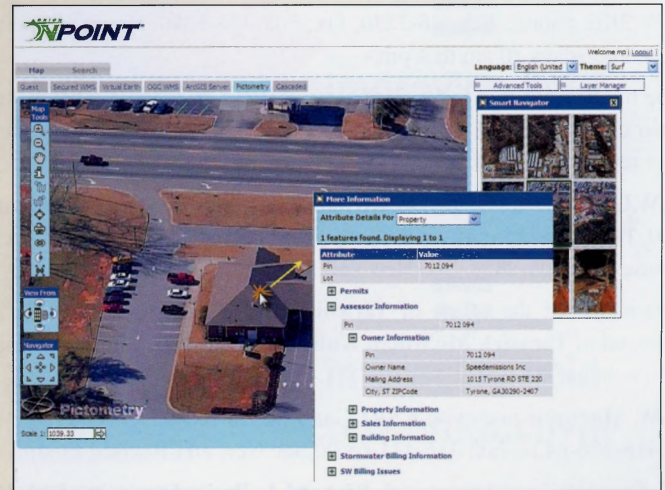 ORION
ONPOINT
Welcome mp | Logout |
Language: English (United Theme: Surf
Map Search
Quest Secured WMS Virtual Earth OGC WMS ArcGIS Server Pictometry Cascaded
Advanced Tools Layer Manager
Map
Tools
Smart Navigator
More Information
Attribute Details For Property
1 features found. Displaying 1 to 1
Attribute Value
Pin 7012 094
Lot
Permits
Assessor Information
Pin 7012 094
Owner Information
Pin 7012 094
Owner Name Speedemissions Inc
Mailing Address 1015 Tyrone RD STE 220
City, ST ZIPCode Tyrone, GA30290-2407
Property Information
Sales Information
Building Information
Stormwater Billing Information
SW Billing Issues
View From
Navigator
Pictometry
Scale 1: 1039.33